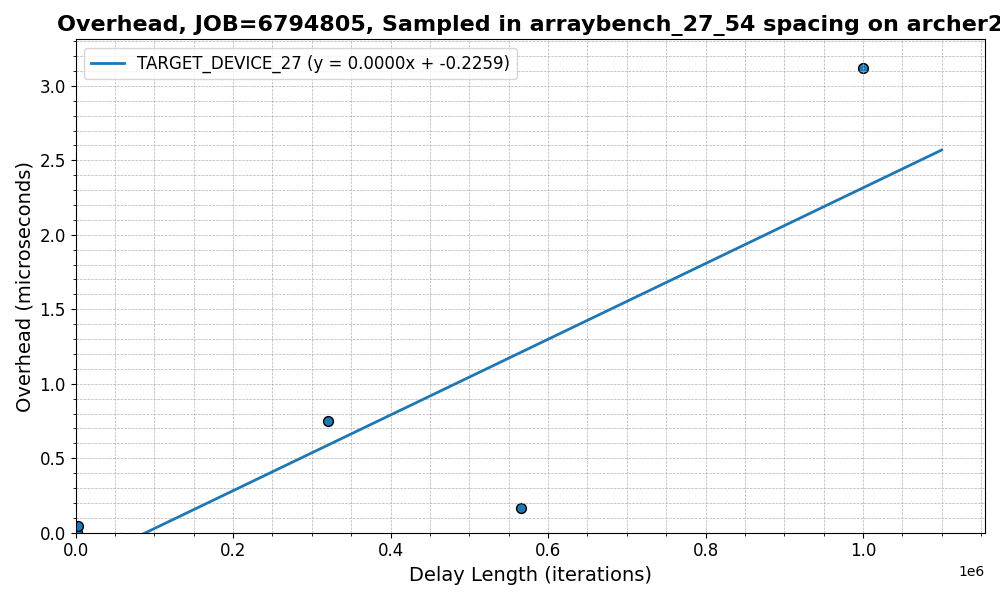 Overhead, JOB=6794805, Sampled in arraybench_27_54 spacing on archer2
TARGET_DEVICE_27 (y = 0.0000x + -0.2259)
Overhead (microseconds)
3.0
2.5
2.0
1.5
1.0
0.5
0.0
0.0 0.2 0.4 0.6 0.8 1.0
1e6
Delay Length (iterations)